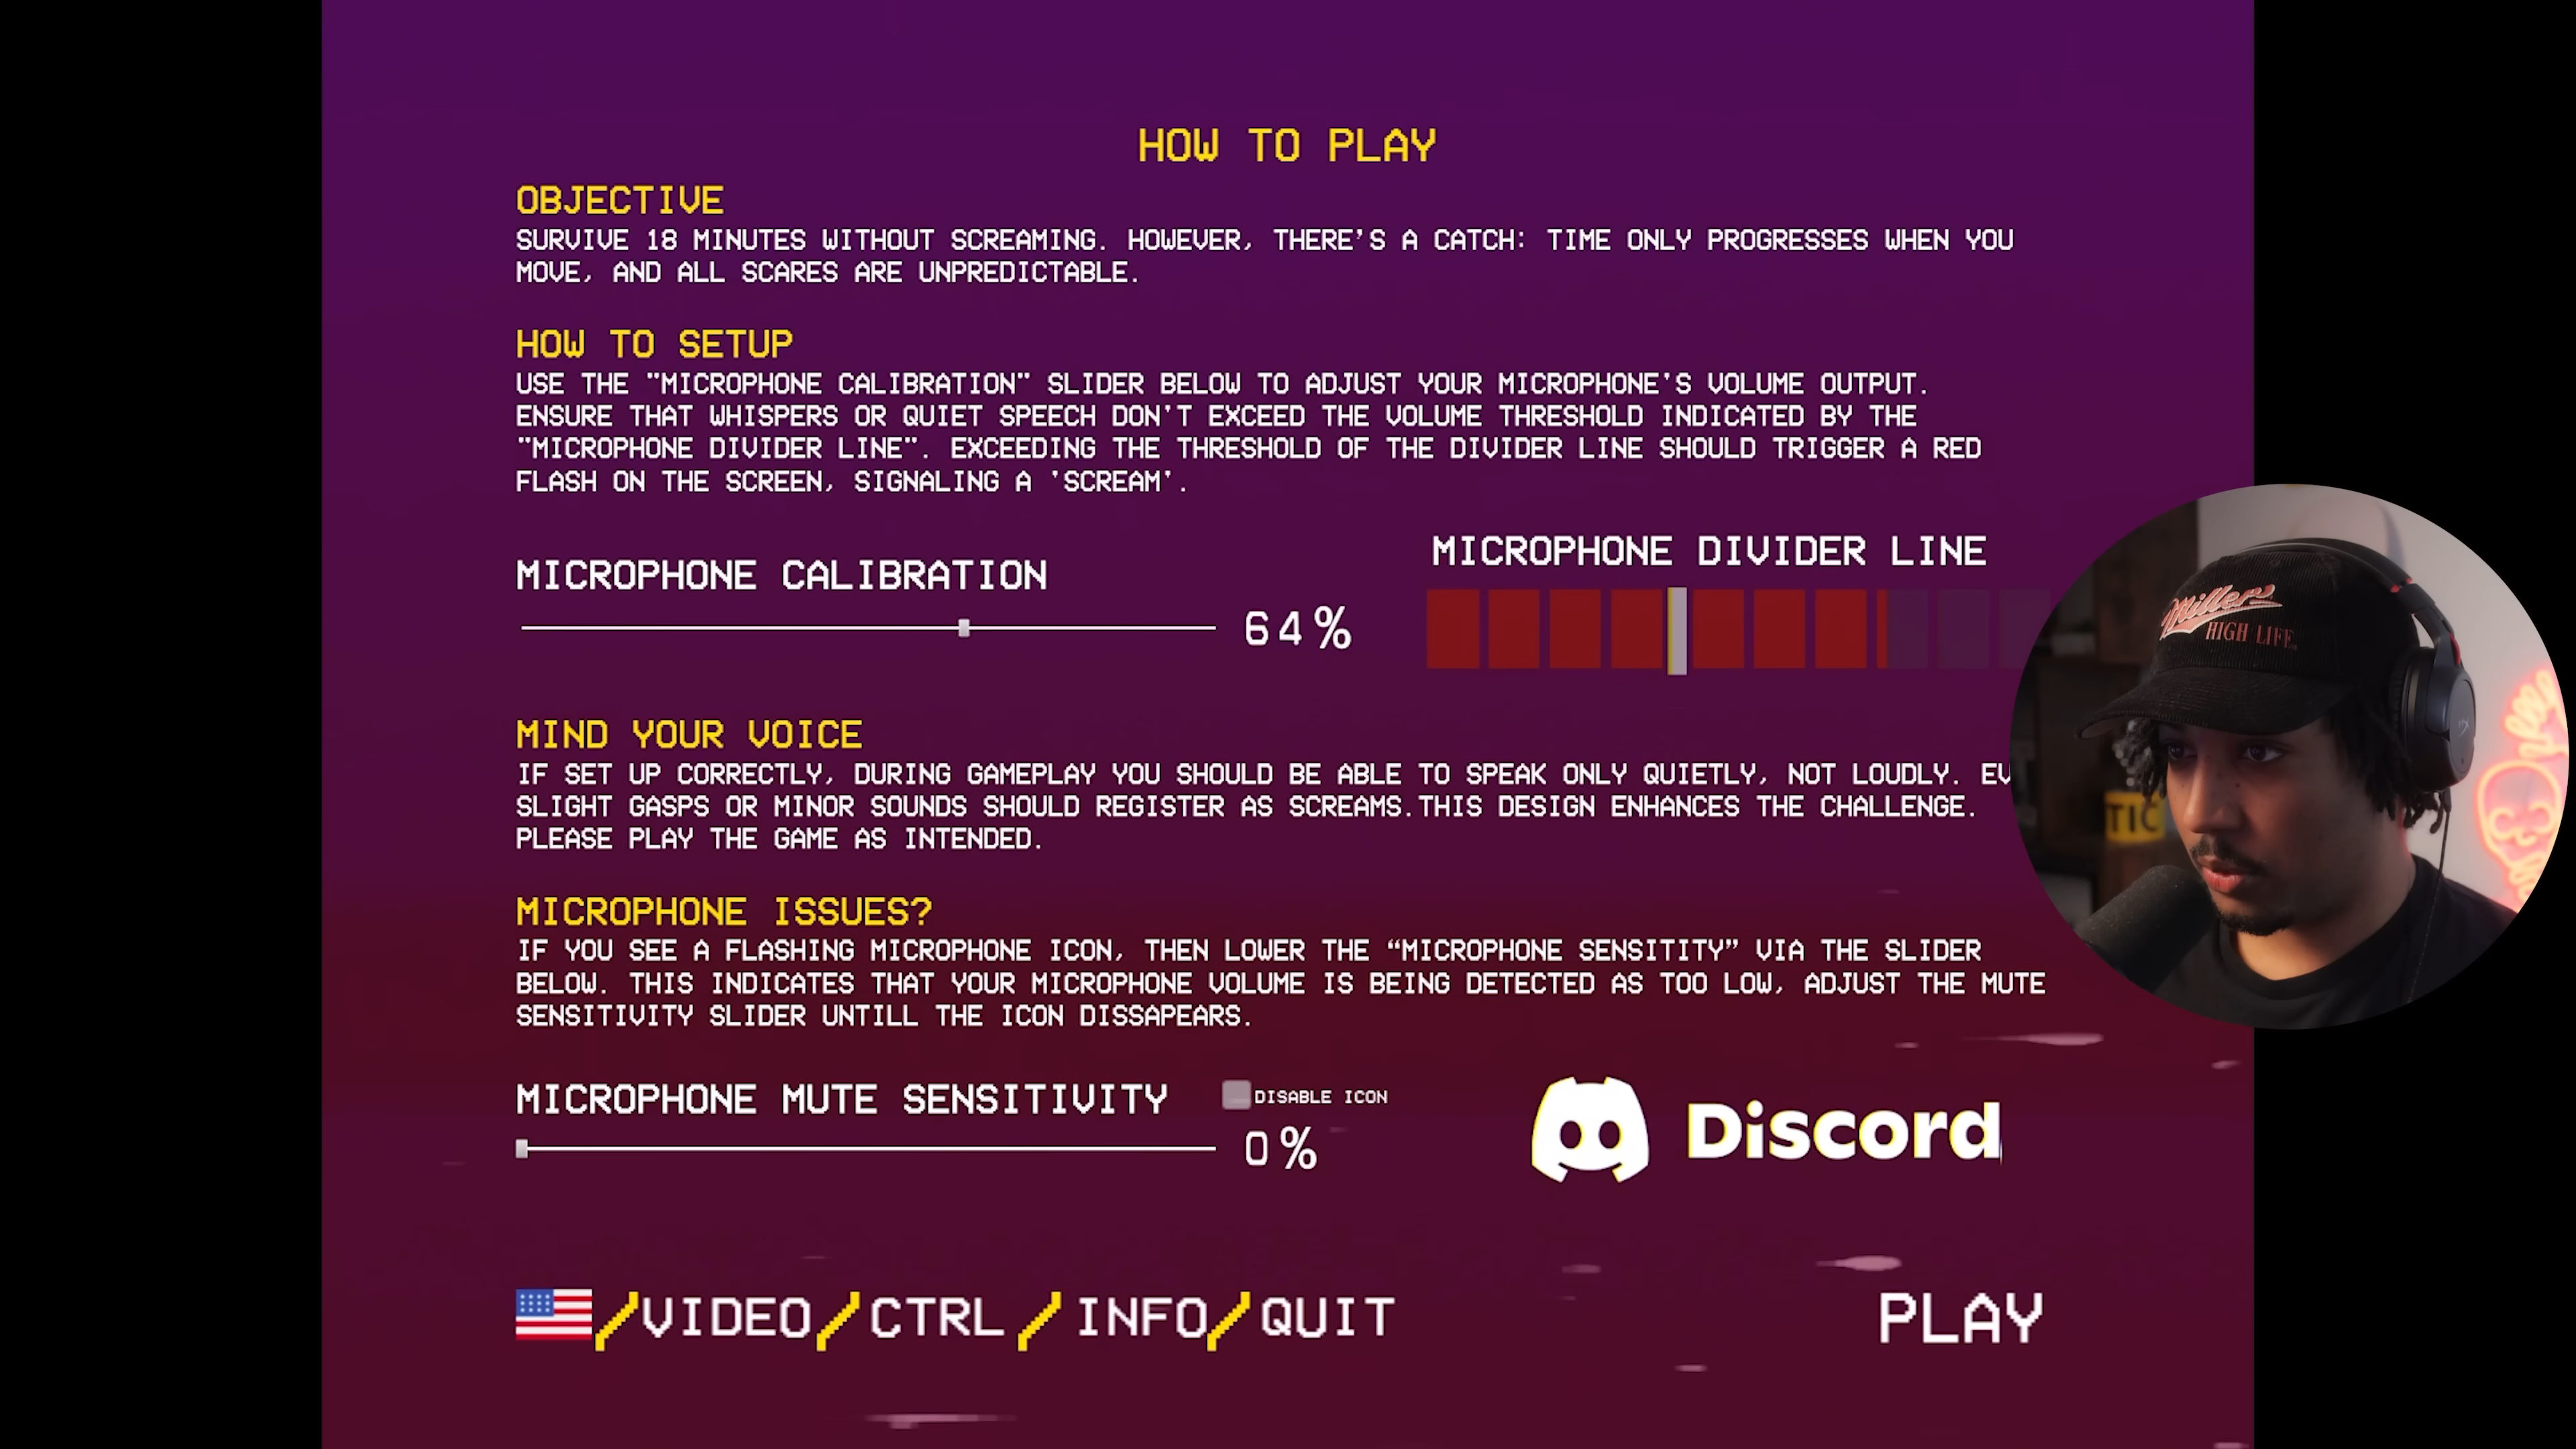 HOW TO PLAY
OBJECTIVE
SURVIVE 18 MINUTES WITHOUT SCREAMING. HOWEVER, THERE'S A CATCH: TIME ONLY PROGRESSES WHEN YOU
MOVE, AND ALL SCARES ARE UNPREDICTABLE.
HOW TO SETUP
USE THE "MICROPHONE CALIBRATION" SLIDER BELOW TO ADJUST YOUR MICROPHONE'S VOLUME OUTPUT.
ENSURE THAT WHISPERS OR QUIET SPEECH DON'T EXCEED THE VOLUME THRESHOLD INDICATED BY THE
"MICROPHONE DIVIDER LINE". EXCEEDING THE THRESHOLD OF THE DIVIDER LINE SHOULD TRIGGER A RED
FLASH ON THE SCREEN, SIGNALING A 'SCREAM'.
MICROPHONE CALIBRATION
64%
MICROPHONE DIVIDER LINE
Miller
HIGH LIFE
MIND YOUR VOICE
IF SET UP CORRECTLY, DURING GAMEPLAY YOU SHOULD BE ABLE TO SPEAK ONLY QUIETLY, NOT LOUDLY. EV
SLIGHT GASPS OR MINOR SOUNDS SHOULD REGISTER AS SCREAMS.THIS DESIGN ENHANCES THE CHALLENGE.
PLEASE PLAY THE GAME AS INTENDED.
TIC
MICROPHONE ISSUES?
IF YOU SEE A FLASHING MICROPHONE ICON, THEN LOWER THE “MICROPHONE SENSITITY” VIA THE SLIDER
BELOW. THIS INDICATES THAT YOUR MICROPHONE VOLUME IS BEING DETECTED AS TOO LOW, ADJUST THE MUTE
SENSITIVITY SLIDER UNTILL THE ICON DISSAPEARS.
MICROPHONE MUTE SENSITIVITY
DISABLE ICON
0%
Discord
/VIDEO/CTRL/INFO/QUIT
PLAY